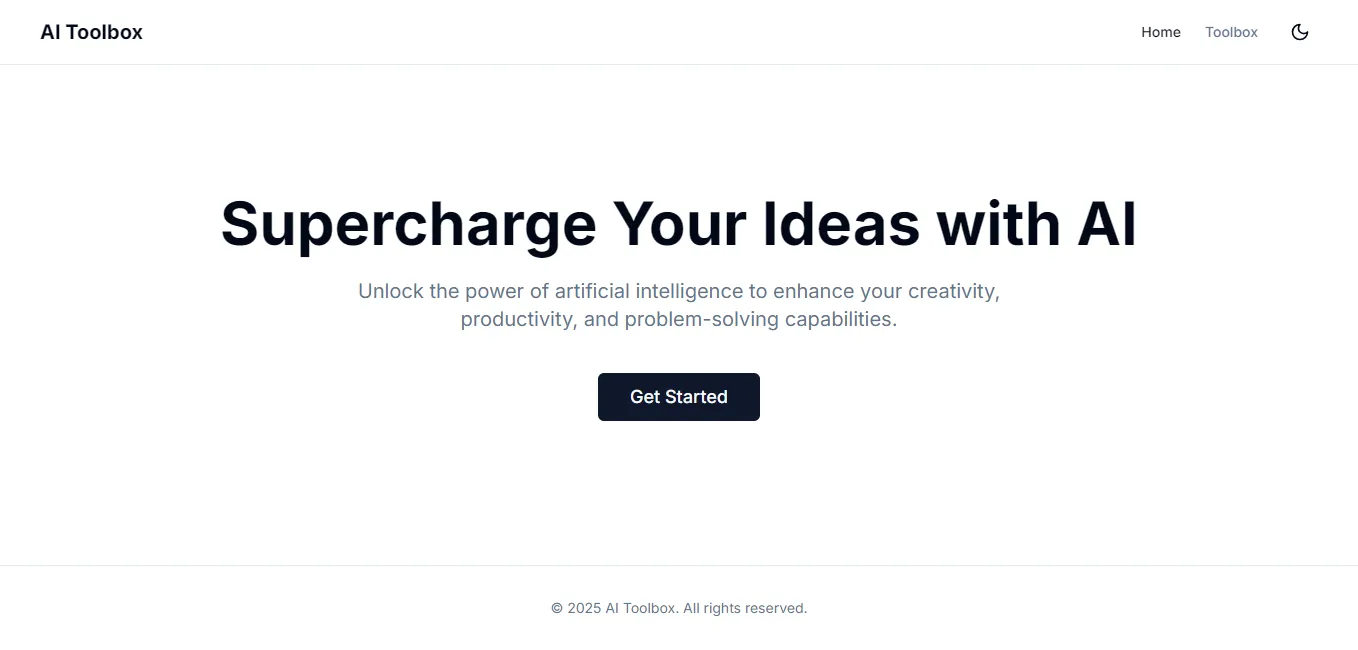 AI Toolbox
Home
Toolbox
Supercharge Your Ideas with AI
Unlock the power of artificial intelligence to enhance your creativity,
productivity, and problem-solving capabilities.
Get Started
© 2025 AI Toolbox. All rights reserved.